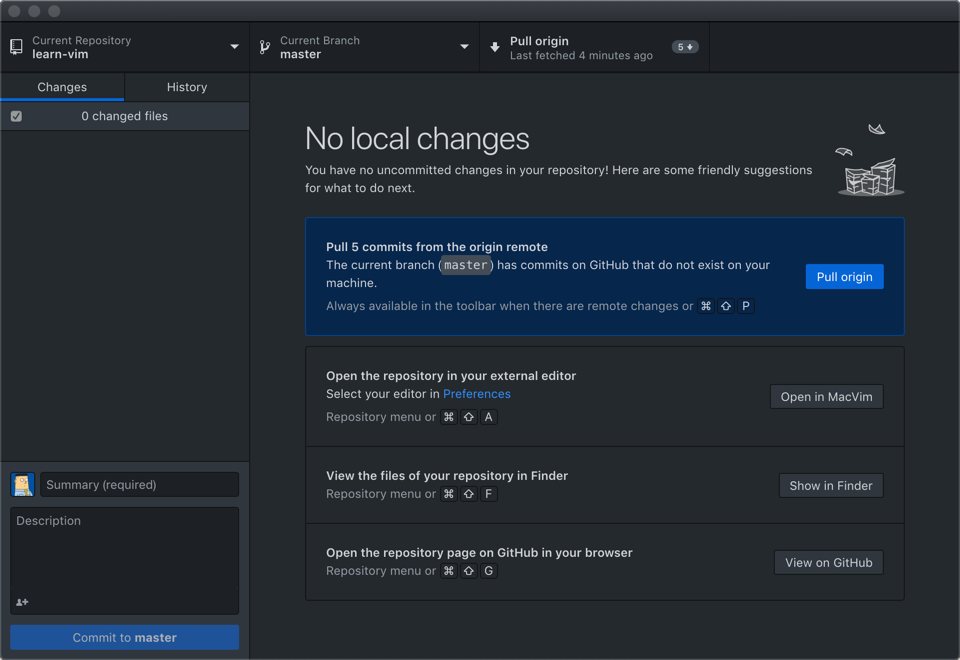 Current Repository
learn-vim
Current Branch
master
Pull origin
Last fetched 4 minutes ago
5
Changes
History
0 changed files
No local changes
You have no uncommitted changes in your repository! Here are some friendly suggestions
for what to do next.
Pull 5 commits from the origin remote
The current branch (master) has commits on GitHub that do not exist on your
machine.
Always available in the toolbar when there are remote changes or ⌘ ⇧ P
Pull origin
Open the repository in your external editor
Select your editor in Preferences
Repository menu or ⌘ ⇧ A
Open in MacVim
View the files of your repository in Finder
Repository menu or ⌘ ⇧ F
Show in Finder
Open the repository page on GitHub in your browser
Repository menu or ⌘ ⇧ G
View on GitHub
Summary (required)
Description
Commit to master